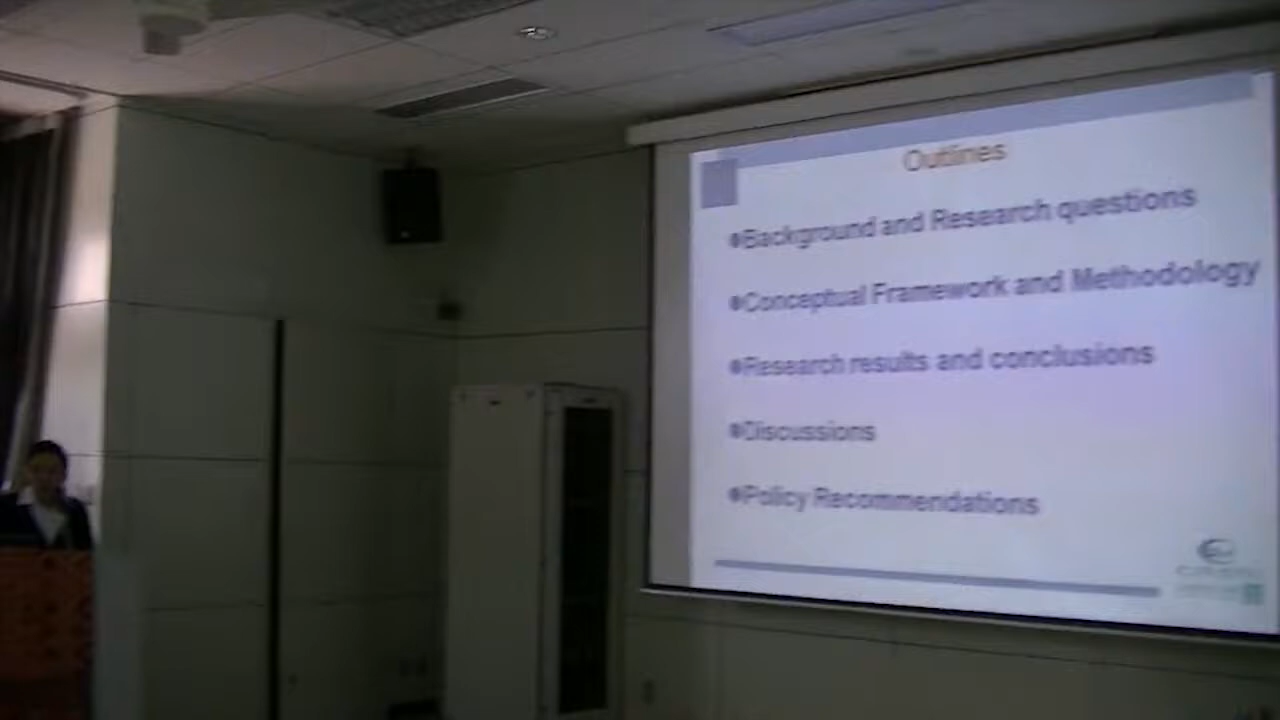 Outlines
●Background and Research questions
●Conceptual Framework and Methodology
●Research results and conclusions
●Discussions
●Policy Recommendations